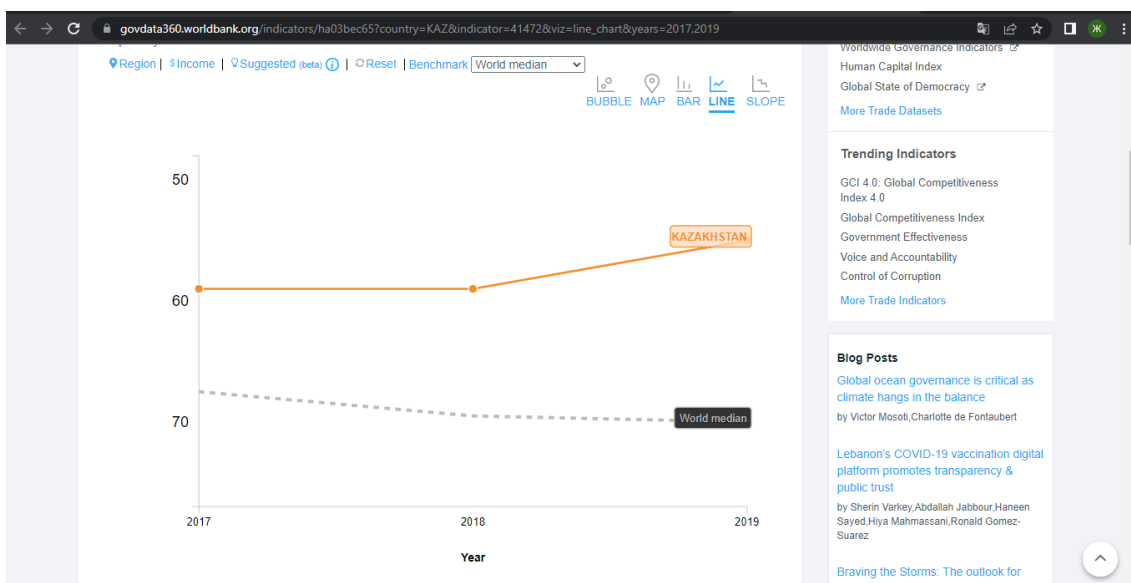 govdata360.worldbank.org/indicators/ha03bec65?country=KAZ&indicator=41472&viz=line_chart&years=2017,2019
Ж
Region | $Income | Suggested (beta) | Reset | Benchmark World median
BUBBLE MAP BAR LINE SLOPE
50
60
70
KAZAKHSTAN
World median
2017 2018 2019
Year
Worldwide Governance Indicators
Human Capital Index
Global State of Democracy
More Trade Datasets
Trending Indicators
GCI 4.0: Global Competitiveness
Index 4.0
Global Competitiveness Index
Government Effectiveness
Voice and Accountability
Control of Corruption
More Trade Indicators
Blog Posts
Global ocean governance is critical as
climate hangs in the balance
by Victor Mosoti,Charlotte de Fontaubert
Lebanon's COVID-19 vaccination digital
platform promotes transparency &
public trust
by Sherin Varkey,Abdallah Jabbour,Haneen
Sayed,Hiya Mahmassani,Ronald Gomez-
Suarez
Braving the Storms: The outlook for